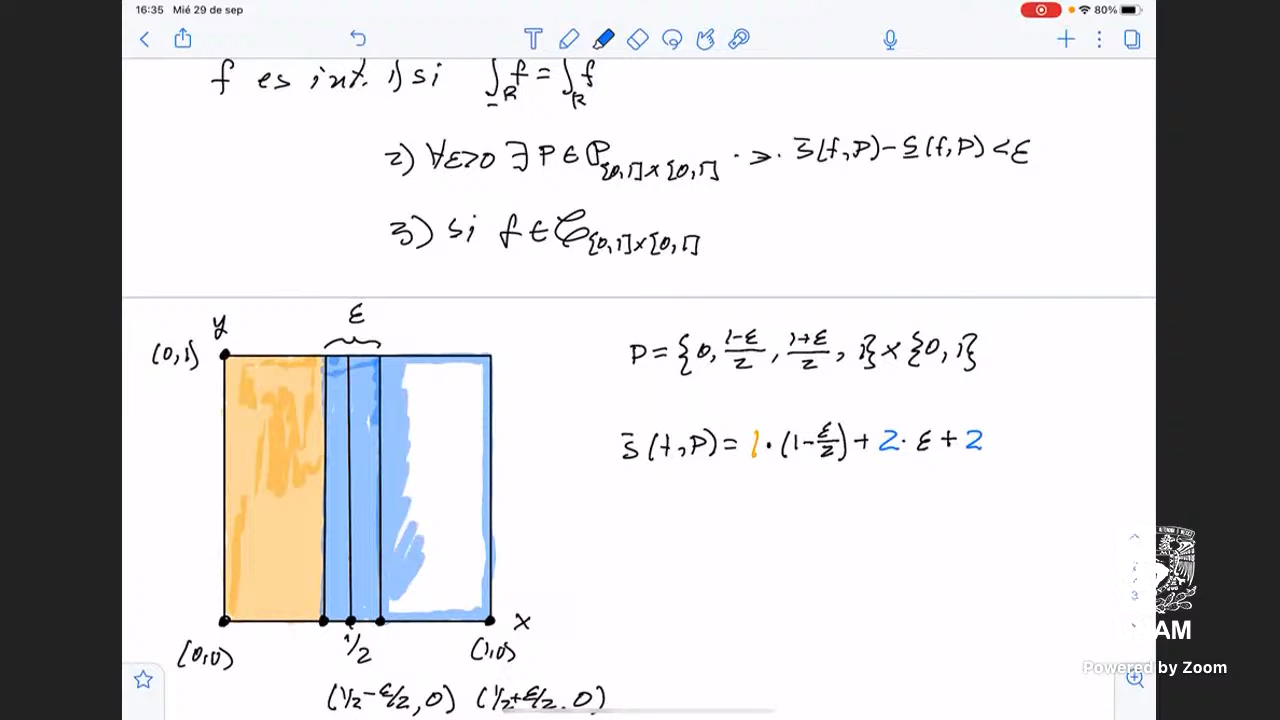 16:35 Mié 29 de sep 80%
f es int. 1) si ∫_R f = ∫_R f
2) ∀ε>0 ∃ P ∈ P_{[0,1]×[0,1]} ·∋· S̄(f,P) - S̲(f,P) < ε
3) si f ∈ C_{[0,1]×[0,1]}
y ε
(0,1) P = {0, (1-ε)/2, (1+ε)/2, 1} × {0, 1}
S̄(f,P) = 1·(1-ε/2) + 2·ε + 2
x
(0,0) 1/2 (1,0)
(1/2-ε/2, 0) (1/2+ε/2, 0)
Powered by Zoom